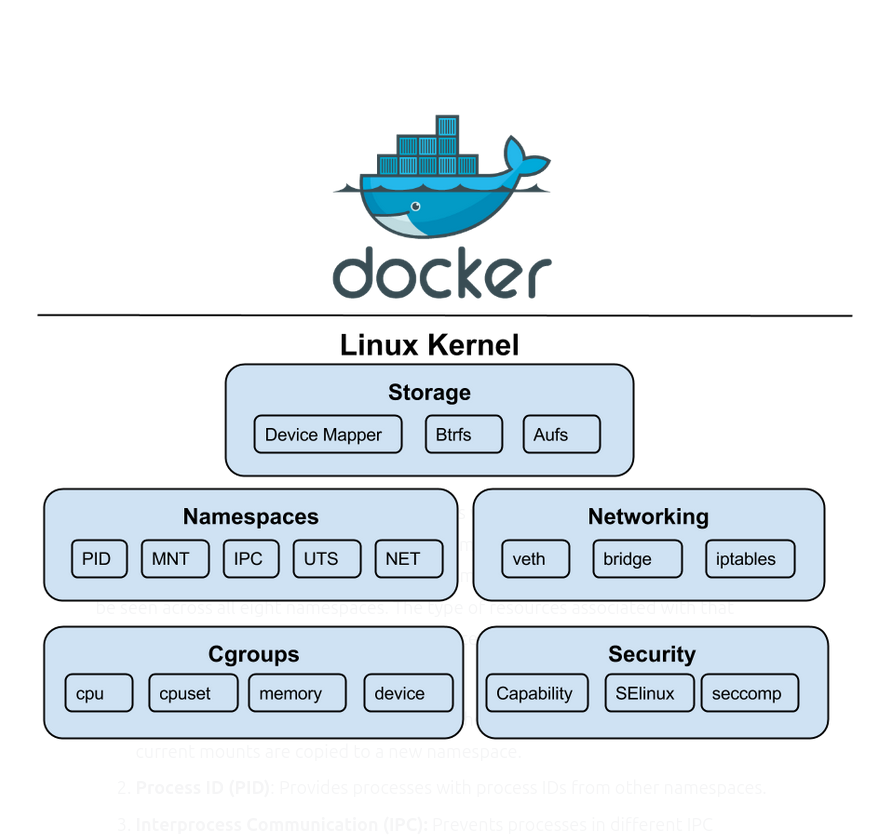 docker
Linux Kernel
Storage
Device Mapper Btrfs Aufs
Namespaces
PID MNT IPC UTS NET
Networking
veth bridge iptables
be seen across all eight namespaces. The type of resources associated with that
Cgroups
cpu cpuset memory device
Security
Capability SElinux seccomp
current mounts are copied to a new namespace.
2. Process ID (PID): Provides processes with process IDs from other namespaces.
3. Interprocess Communication (IPC): Prevents processes in different IPC